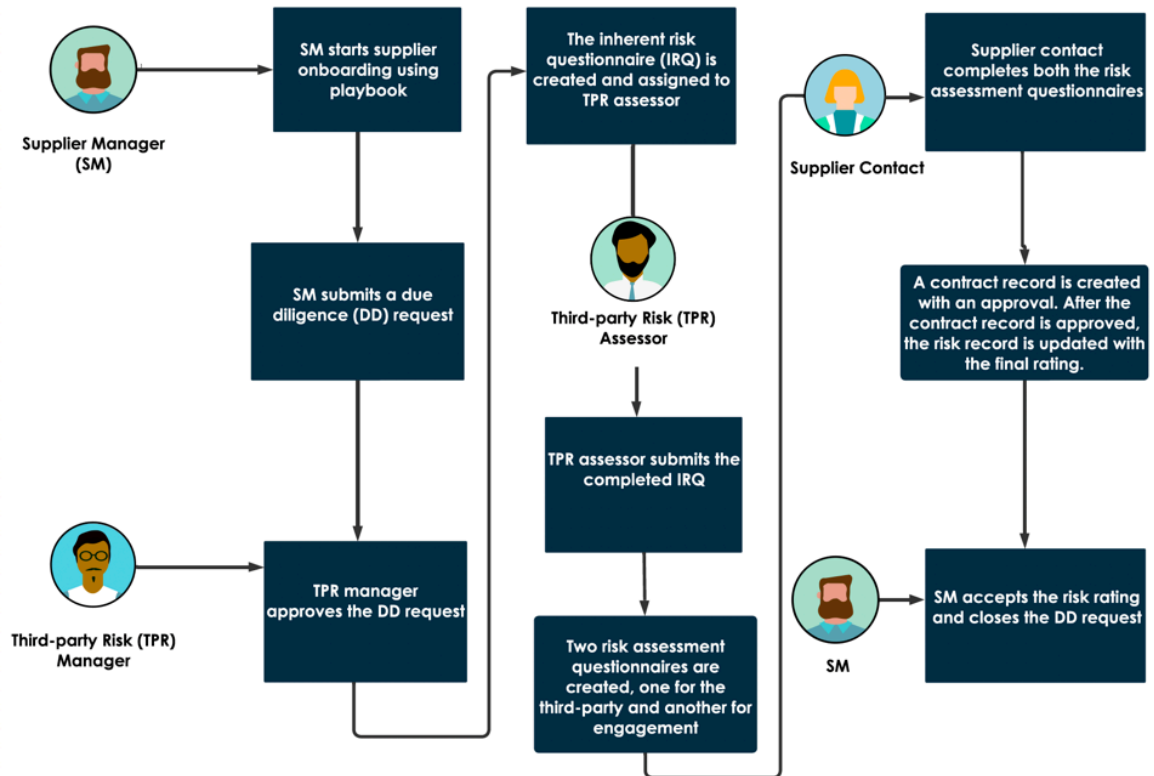 SM starts supplier
onboarding using
playbook
Supplier Manager
(SM)
SM submits a due
diligence (DD) request
TPR manager
approves the DD request
Third-party Risk (TPR)
Manager
The inherent risk
questionnaire (IRQ) is
created and assigned to
TPR assessor
Third-party Risk (TPR)
Assessor
TPR assessor submits the
completed IRQ
Two risk assessment
questionnaires are
created, one for the
third-party and another for
engagement
Supplier contact
completes both the risk
assessment questionnaires
Supplier Contact
A contract record is created
with an approval. After the
contract record is approved,
the risk record is updated with
the final rating.
SM accepts the risk rating
and closes the DD request
SM